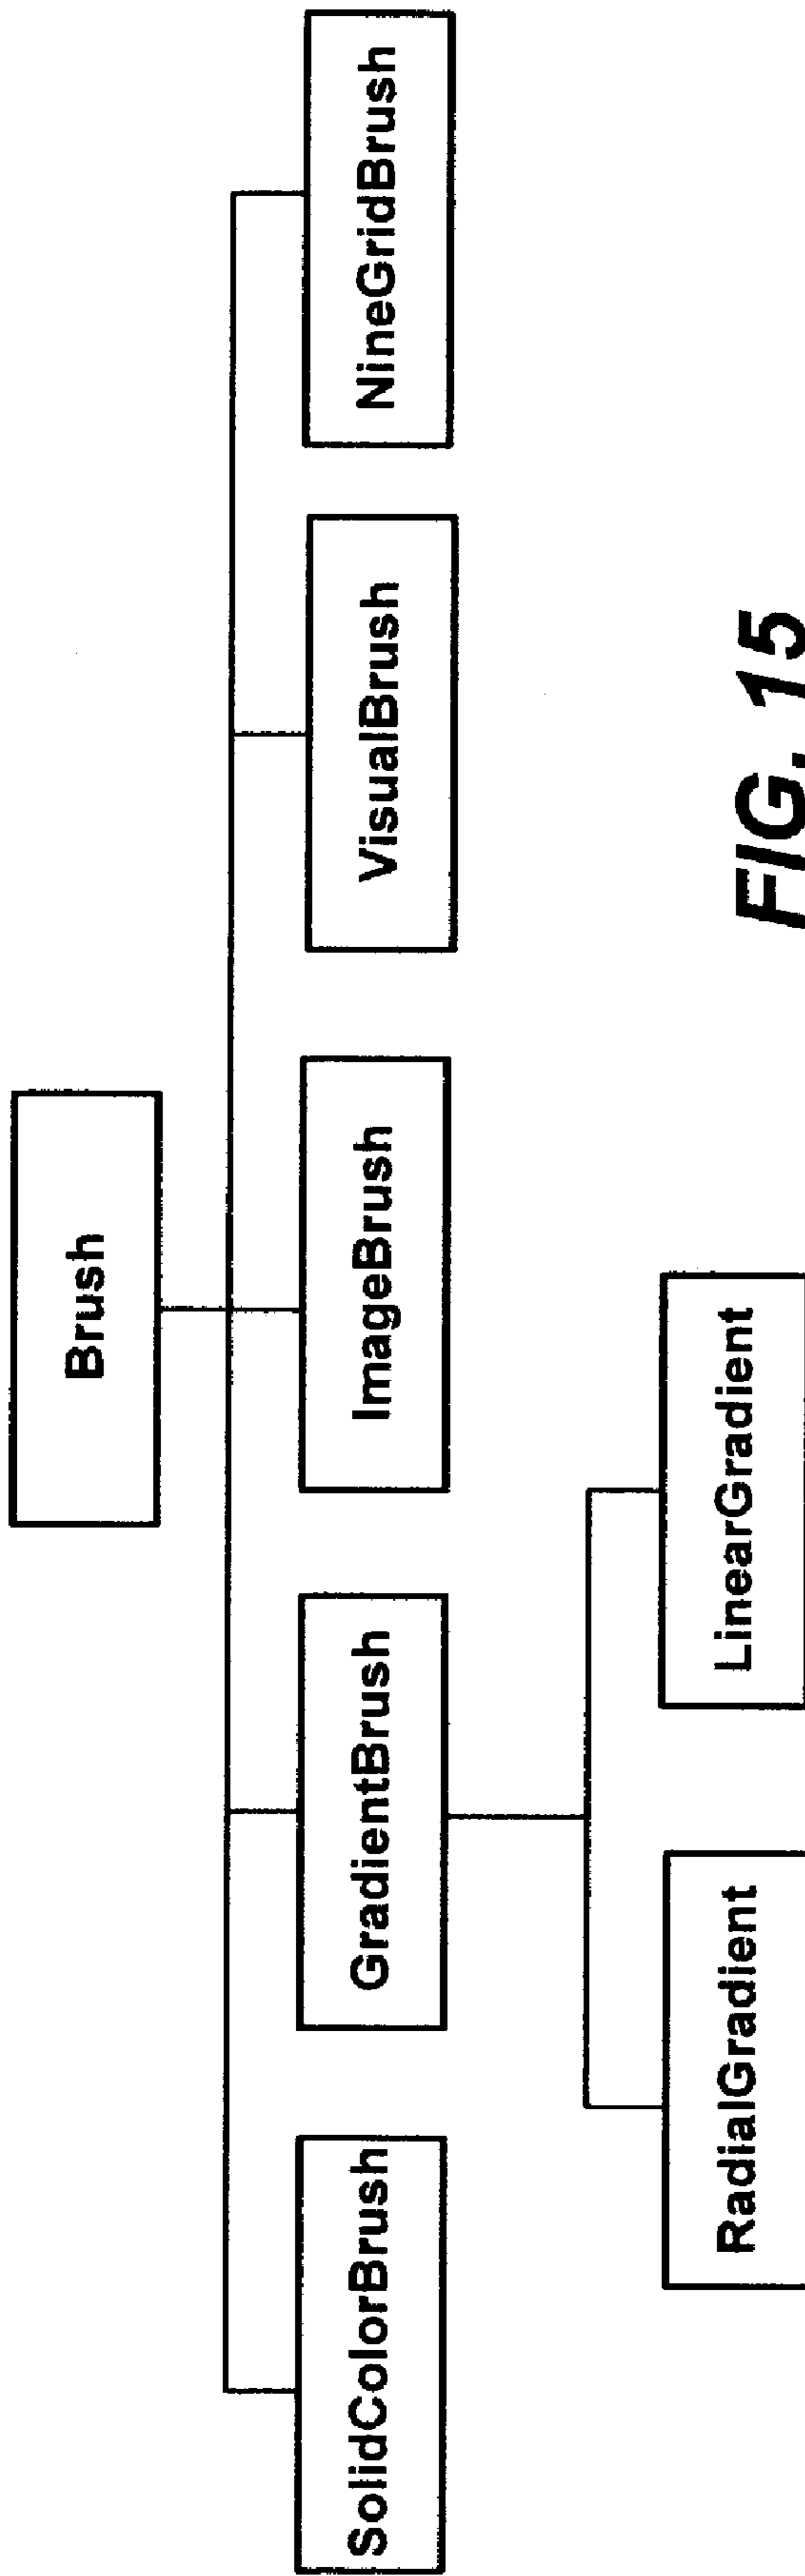 Brush
SolidColorBrush
GradientBrush
ImageBrush
VisualBrush
NineGridBrush
RadialGradient
LinearGradient
FIG. 15